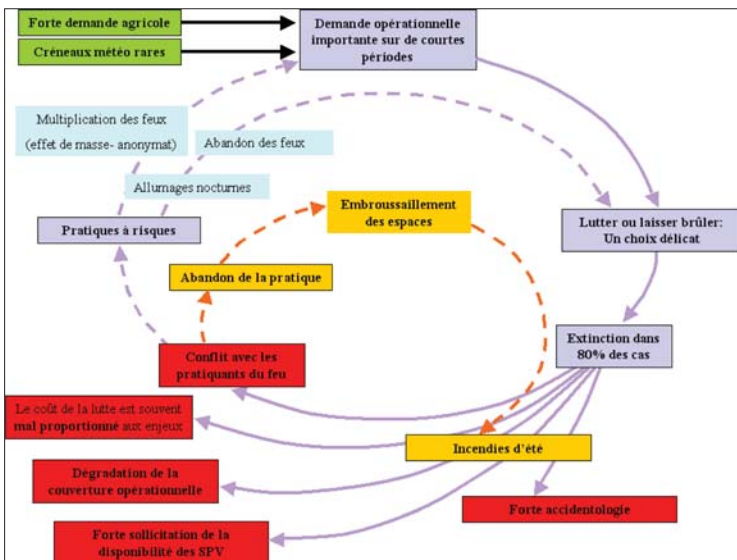 Forte demande agricole
Créneaux météo rares
Demande opérationnelle
importante sur de courtes
périodes
Multiplication des feux
(effet de masse- anonymat)
Abandon des feux
Allumages nocturnes
Embroussaillement
des espaces
Pratiques à risques
Lutter ou laisser brûler:
Un choix délicat
Abandon de la pratique
Extinction dans
80% des cas
Conflit avec les
pratiquants du feu
Le coût de la lutte est souvent
mal proportionné aux enjeux
Incendies d'été
Dégradation de la
couverture opérationnelle
Forte accidentologie
Forte sollicitation de la
disponibilité des SPV